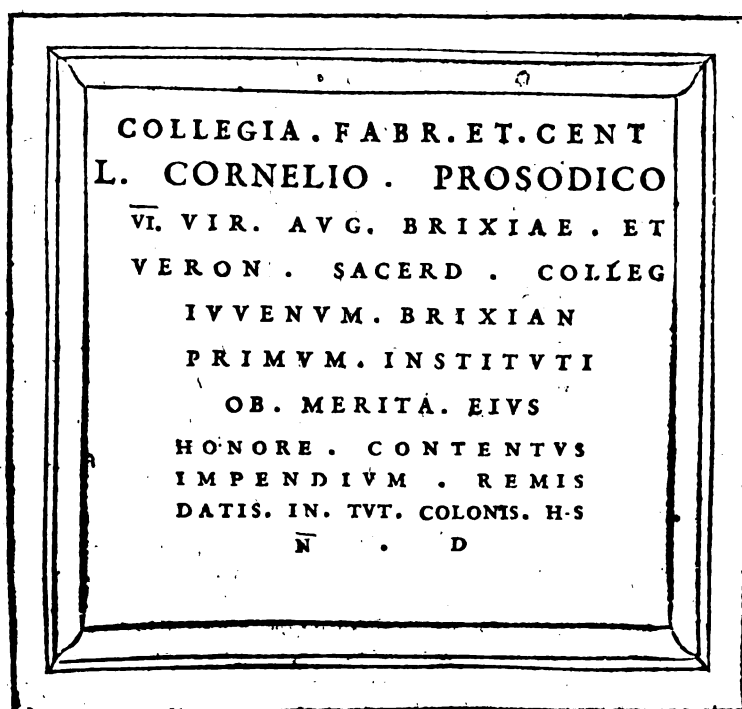 COLLEGIA . FABR. ET. CENT
L. CORNELIO . PROSODICO
V̅I̅. VIR. AVG. BRIXIAE . ET
VERON . SACERD . COLLEG
IVVENVM. BRIXIAN
PRIMVM. INSTITVTI
OB. MERITA. EIVS
HONORE . CONTENTVS
IMPENDIVM . REMIS
DATIS. IN. TVT. COLONIS. H-S
N̅ . D